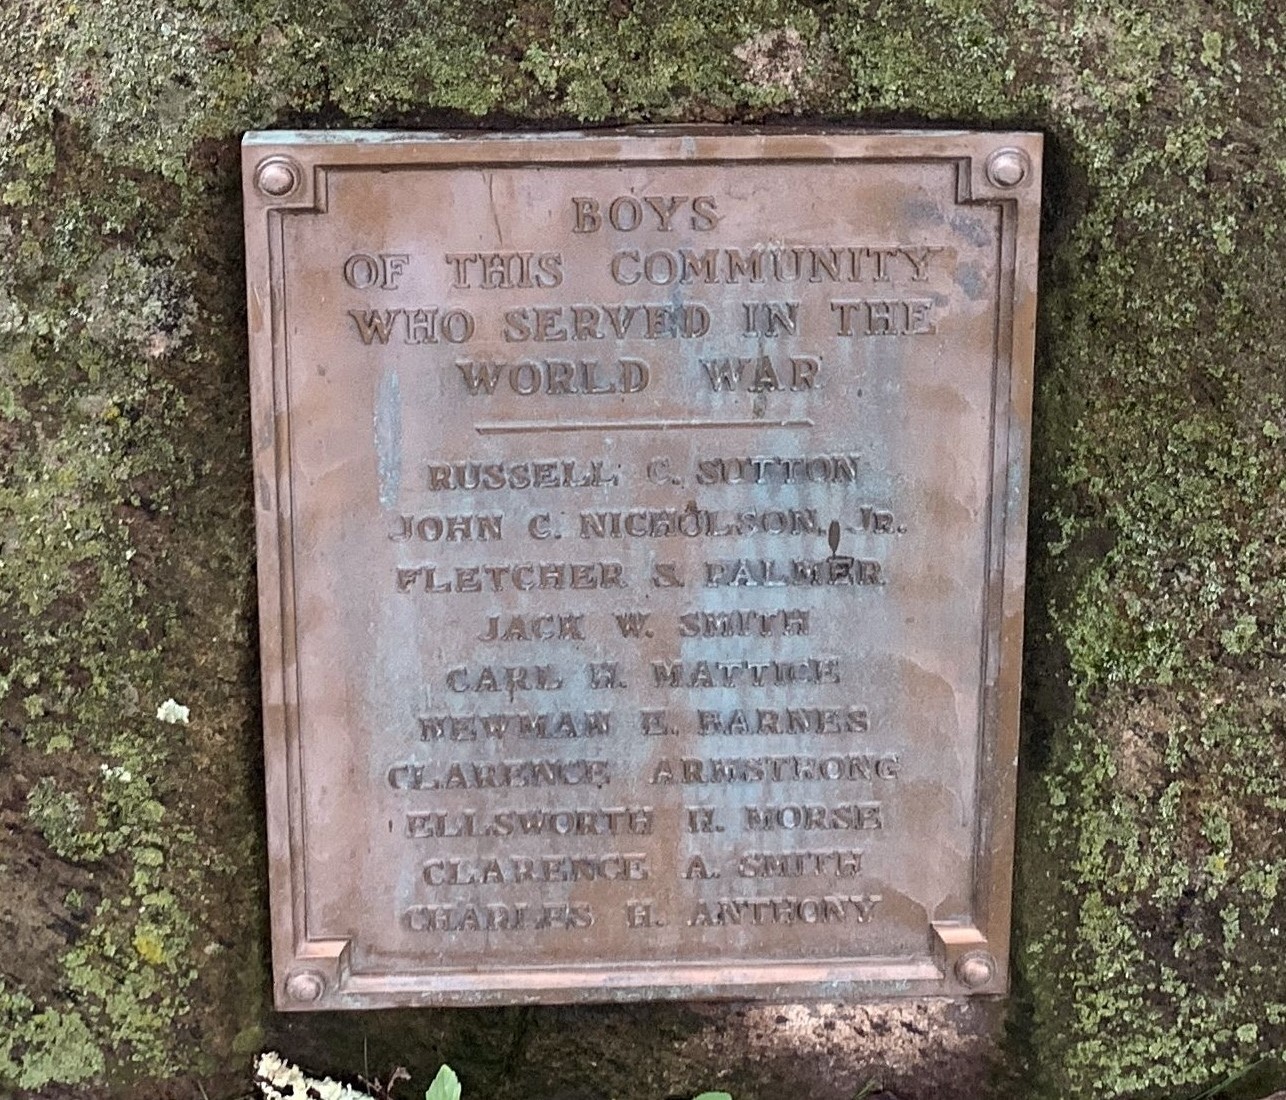 BOYS
OF THIS COMMUNITY
WHO SERVED IN THE
WORLD WAR
RUSSELL C. SUTTON
JOHN C. NICHOLSON, JR.
FLETCHER S. PALMER
JACK W. SMITH
CARL H. MATTICE
NEWMAN E. BARNES
CLARENCE ARMSTRONG
ELLSWORTH H. MORSE
CLARENCE A. SMITH
CHARLES H. ANTHONY